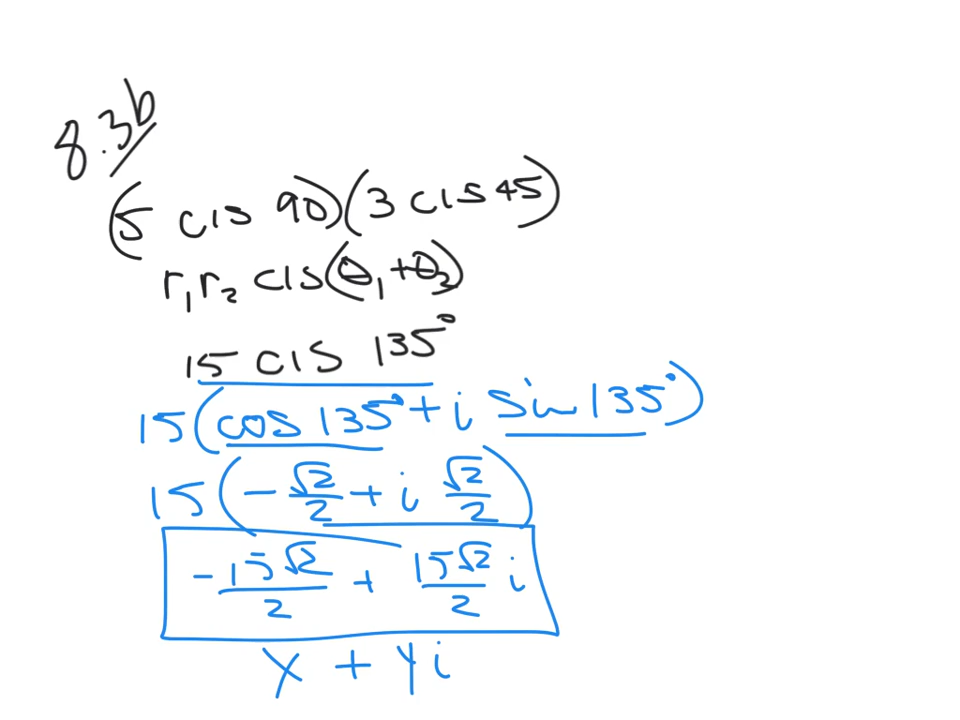 8.3b
(5 cis 90)(3 cis 45)
r₁r₂ cis(θ₁+θ₂)
15 cis 135°
15(cos 135°+i sin 135°)
15(-√2/2+i √2/2)
-15√2/2 + 15√2/2 i
x + yi